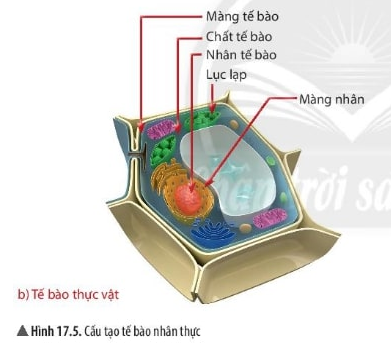 Màng tế bào
Chất tế bào
Nhân tế bào
Lục lạp
Màng nhân
b) Tế bào thực vật
▲ Hình 17.5. Cấu tạo tế bào nhân thực